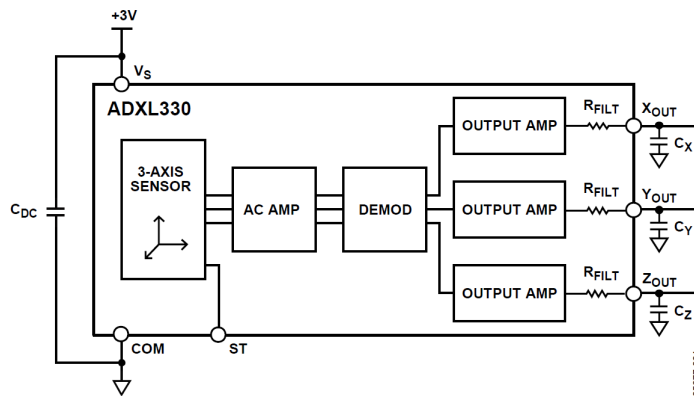 +3V
VS
ADXL330
3-AXIS
SENSOR
AC AMP
DEMOD
OUTPUT AMP
RFILT
XOUT
CX
OUTPUT AMP
RFILT
YOUT
CY
OUTPUT AMP
RFILT
ZOUT
CZ
CDC
COM
ST